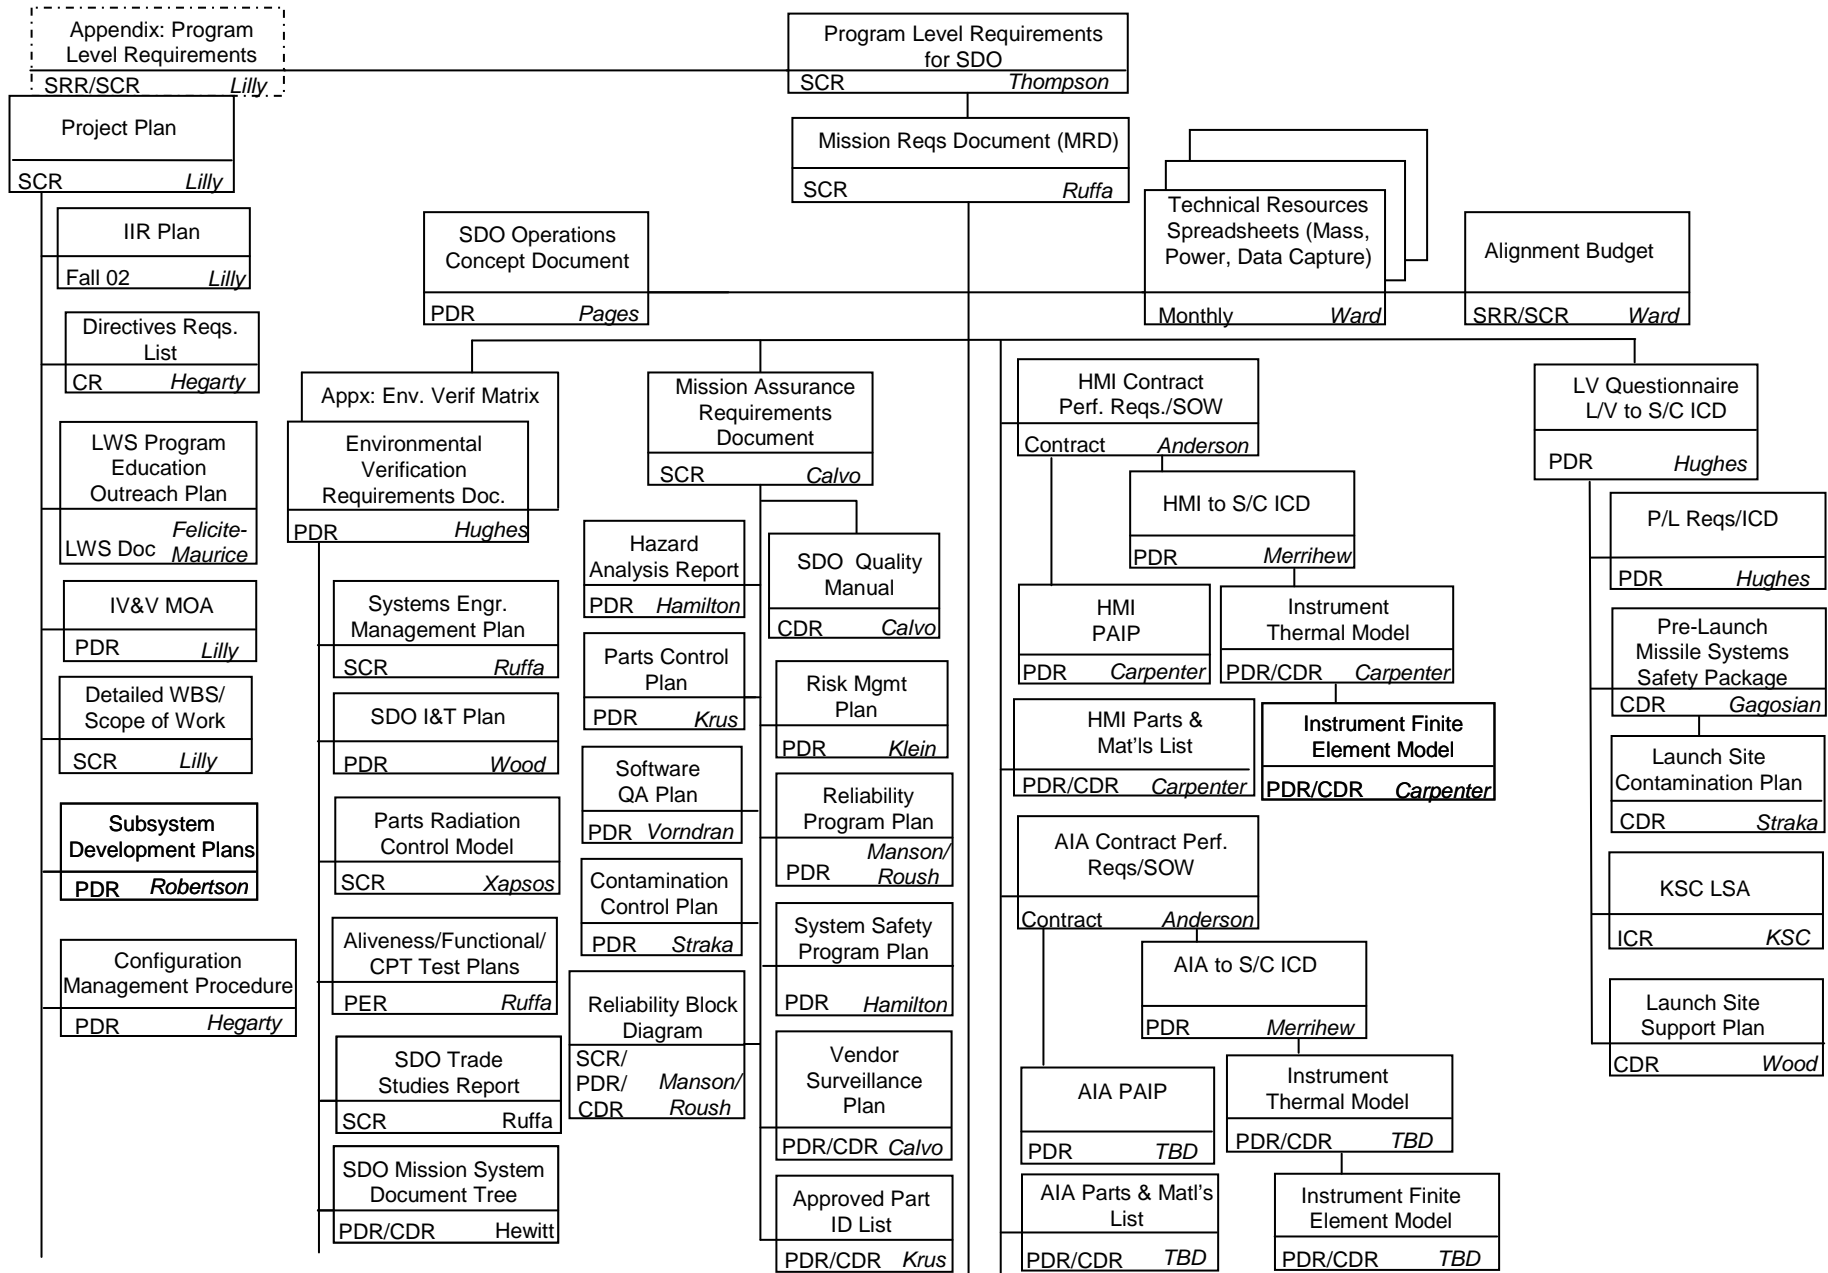 Appendix: Program
Level Requirements
SRR/SCR Lilly
Program Level Requirements
for SDO
SCR Thompson
Project Plan
SCR Lilly
Mission Reqs Document (MRD)
SCR Ruffa
IIR Plan
Fall 02 Lilly
SDO Operations
Concept Document
PDR Pages
Technical Resources
Spreadsheets (Mass,
Power, Data Capture)
Monthly Ward
Alignment Budget
SRR/SCR Ward
Directives Reqs.
List
CR Hegarty
LWS Program
Education
Outreach Plan
LWS Doc Felicite-
Maurice
IV&V MOA
PDR Lilly
Detailed WBS/
Scope of Work
SCR Lilly
Subsystem
Development Plans
PDR Robertson
Configuration
Management Procedure
PDR Hegarty
Appx: Env. Verif Matrix
Environmental
Verification
Requirements Doc.
PDR Hughes
Systems Engr.
Management Plan
SCR Ruffa
SDO I&T Plan
PDR Wood
Parts Radiation
Control Model
SCR Xapsos
Aliveness/Functional/
CPT Test Plans
PER Ruffa
SDO Trade
Studies Report
SCR Ruffa
SDO Mission System
Document Tree
PDR/CDR Hewitt
Mission Assurance
Requirements
Document
SCR Calvo
Hazard
Analysis Report
PDR Hamilton
Parts Control
Plan
PDR Krus
Software
QA Plan
PDR Vorndran
Contamination
Control Plan
PDR Straka
Reliability Block
Diagram
SCR/
PDR/ Manson/
CDR Roush
SDO Quality
Manual
CDR Calvo
Risk Mgmt
Plan
PDR Klein
Reliability
Program Plan
Manson/
PDR Roush
System Safety
Program Plan
PDR Hamilton
Vendor
Surveillance
Plan
PDR/CDR Calvo
Approved Part
ID List
PDR/CDR Krus
HMI Contract
Perf. Reqs./SOW
Contract Anderson
HMI to S/C ICD
PDR Merrihew
HMI
PAIP
PDR Carpenter
Instrument
Thermal Model
PDR/CDR Carpenter
HMI Parts &
Mat'ls List
PDR/CDR Carpenter
Instrument Finite
Element Model
PDR/CDR Carpenter
AIA Contract Perf.
Reqs/SOW
Contract Anderson
AIA to S/C ICD
PDR Merrihew
AIA PAIP
PDR TBD
Instrument
Thermal Model
PDR/CDR TBD
AIA Parts & Matl's
List
PDR/CDR TBD
Instrument Finite
Element Model
PDR/CDR TBD
LV Questionnaire
L/V to S/C ICD
PDR Hughes
P/L Reqs/ICD
PDR Hughes
Pre-Launch
Missile Systems
Safety Package
CDR Gagosian
Launch Site
Contamination Plan
CDR Straka
KSC LSA
ICR KSC
Launch Site
Support Plan
CDR Wood